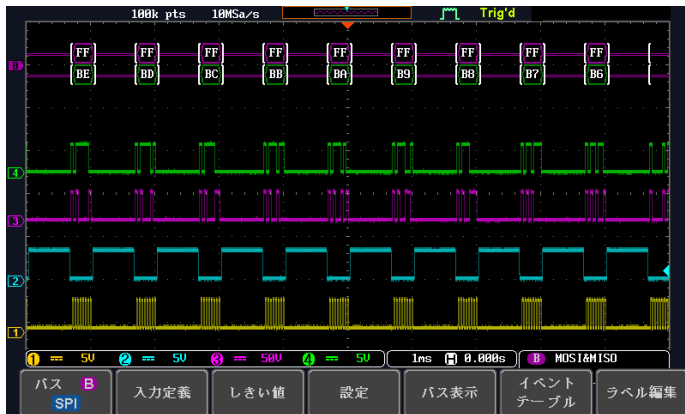 100k pts 10MSa/s Trig'd
FF FF FF FF FF FF FF FF FF
B
BE BD BC BB BA B9 B8 B7 B6
4
3
2
1
1 5V 2 5V 3 50V 4 5V 1ms H 0.000s B MOSI&MISO
バス B 入力定義 しきい値 設定 バス表示 イベント ラベル編集
SPI テーブル